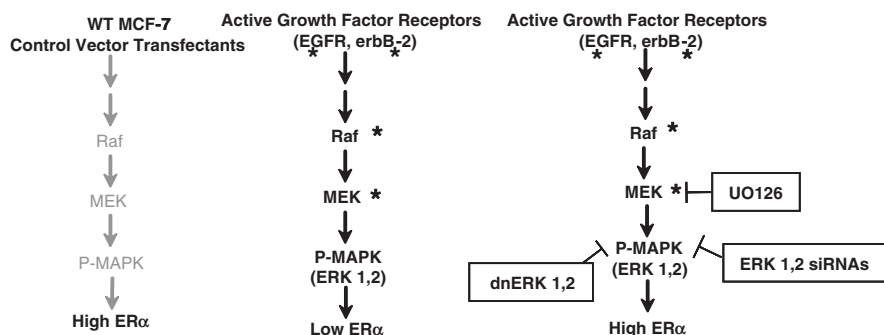 WT MCF-7
Control Vector Transfectants
Raf
MEK
P-MAPK
High ERα
Active Growth Factor Receptors
(EGFR, erbB-2)
* *
Raf *
MEK *
P-MAPK
(ERK 1,2)
Low ERα
Active Growth Factor Receptors
(EGFR, erbB-2)
* *
Raf *
MEK *
UO126
P-MAPK
(ERK 1,2)
dnERK 1,2
ERK 1,2 siRNAs
High ERα